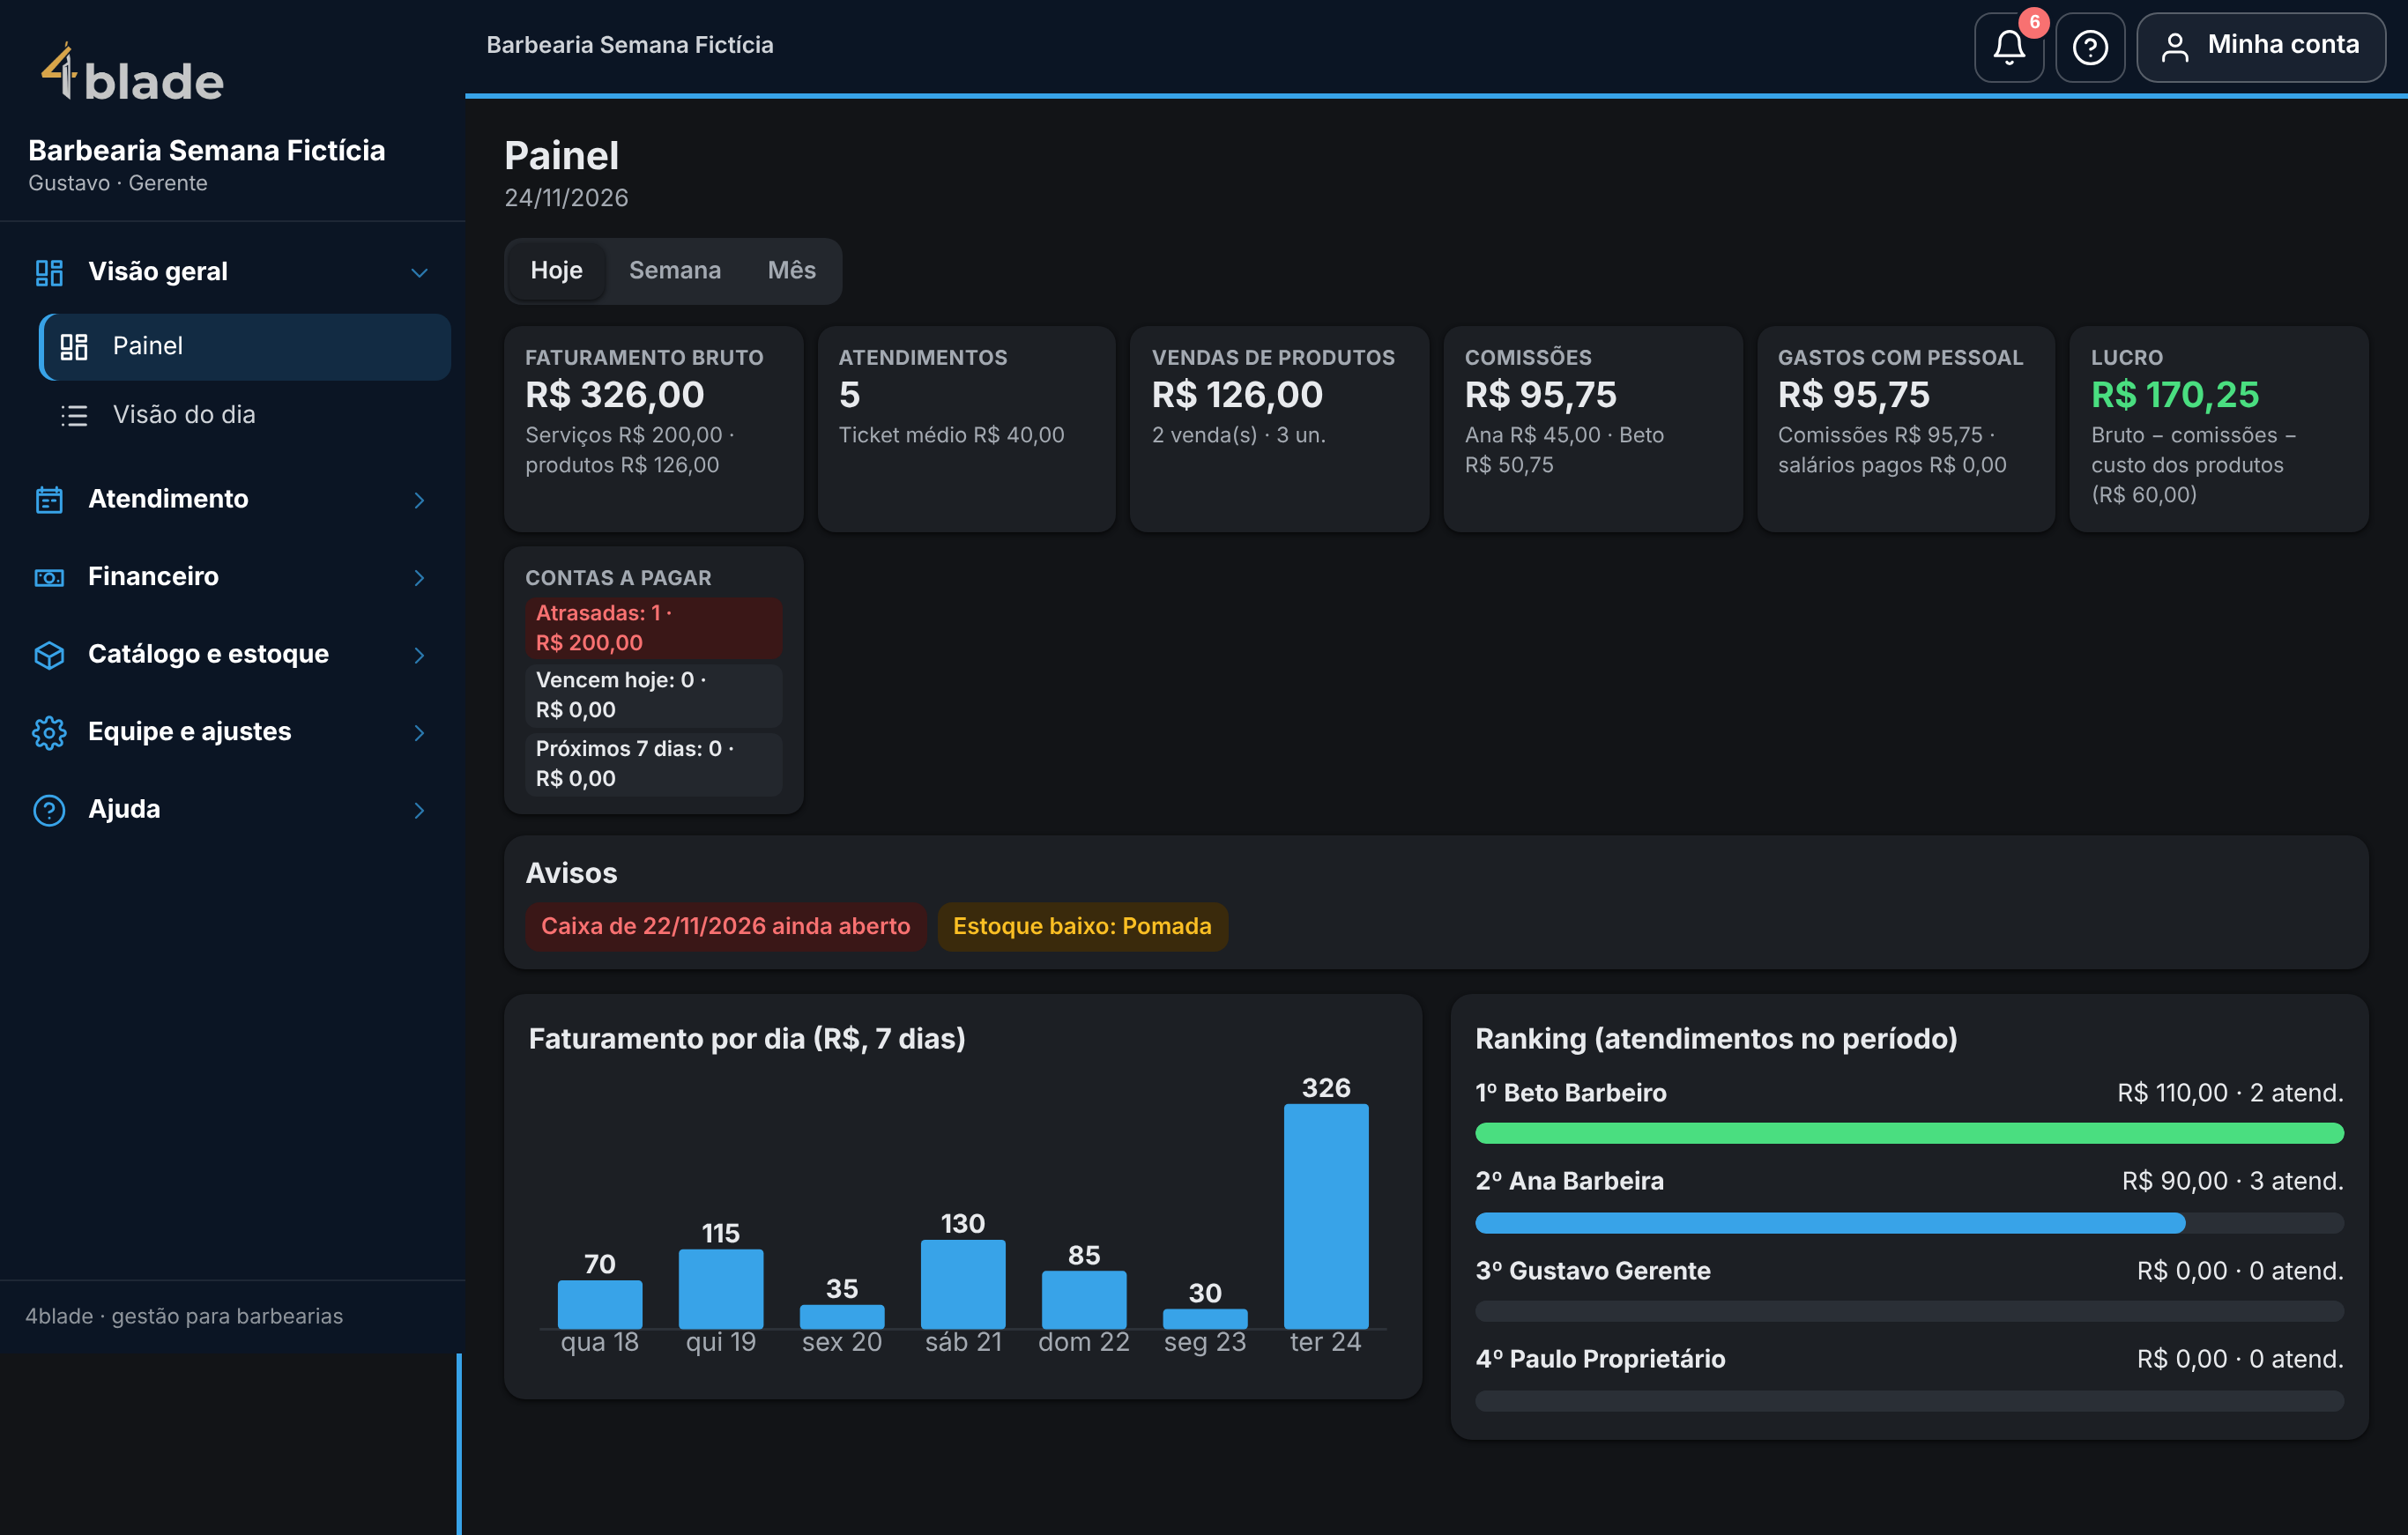 4blade
Barbearia Semana Fictícia
Gustavo · Gerente
Visão geral
Painel
Visão do dia
Atendimento
Financeiro
Catálogo e estoque
Equipe e ajustes
Ajuda
4blade · gestão para barbearias
Barbearia Semana Fictícia
6
Minha conta
Painel
24/11/2026
Hoje
Semana
Mês
FATURAMENTO BRUTO
R$ 326,00
Serviços R$ 200,00 ·
produtos R$ 126,00
ATENDIMENTOS
5
Ticket médio R$ 40,00
VENDAS DE PRODUTOS
R$ 126,00
2 venda(s) · 3 un.
COMISSÕES
R$ 95,75
Ana R$ 45,00 · Beto
R$ 50,75
GASTOS COM PESSOAL
R$ 95,75
Comissões R$ 95,75 ·
salários pagos R$ 0,00
LUCRO
R$ 170,25
Bruto − comissões −
custo dos produtos
(R$ 60,00)
CONTAS A PAGAR
Atrasadas: 1 ·
R$ 200,00
Vencem hoje: 0 ·
R$ 0,00
Próximos 7 dias: 0 ·
R$ 0,00
Avisos
Caixa de 22/11/2026 ainda aberto
Estoque baixo: Pomada
Faturamento por dia (R$, 7 dias)
70
115
35
130
85
30
326
qua 18
qui 19
sex 20
sáb 21
dom 22
seg 23
ter 24
Ranking (atendimentos no período)
1º Beto Barbeiro
R$ 110,00 · 2 atend.
2º Ana Barbeira
R$ 90,00 · 3 atend.
3º Gustavo Gerente
R$ 0,00 · 0 atend.
4º Paulo Proprietário
R$ 0,00 · 0 atend.